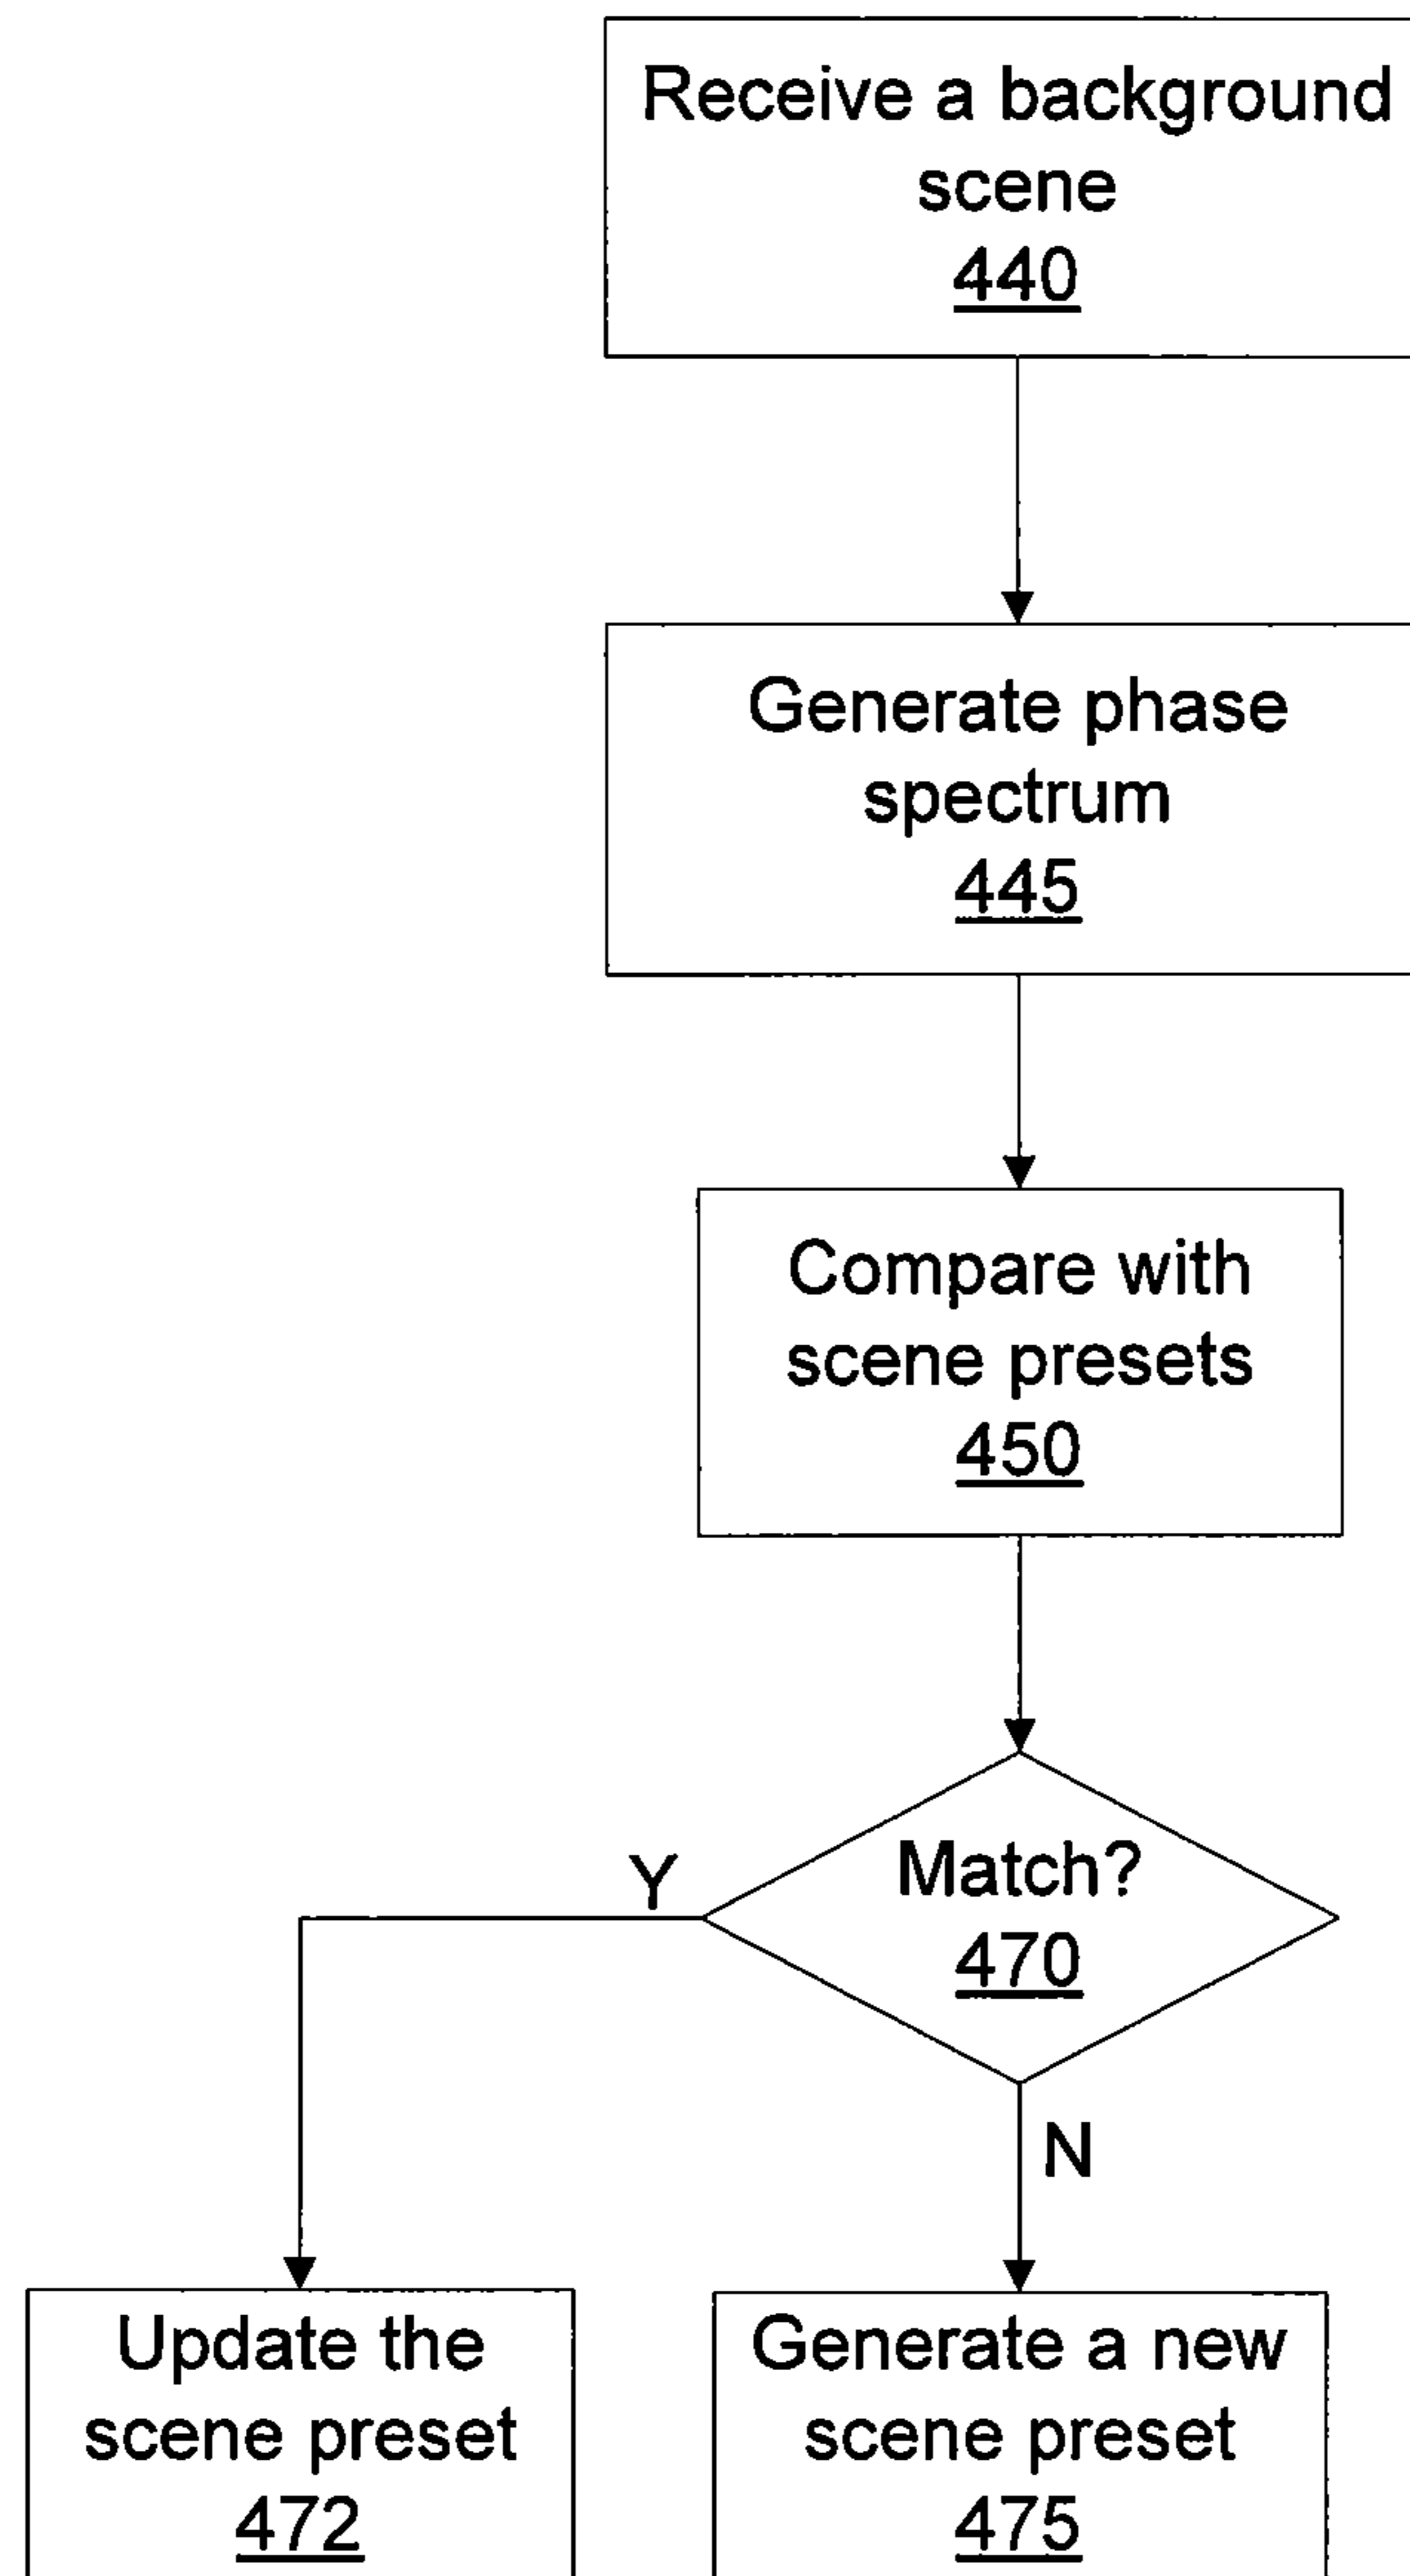 Receive a background
scene
440
Generate phase
spectrum
445
Compare with
scene presets
450
Match?
470
Y
N
Update the
scene preset
472
Generate a new
scene preset
475